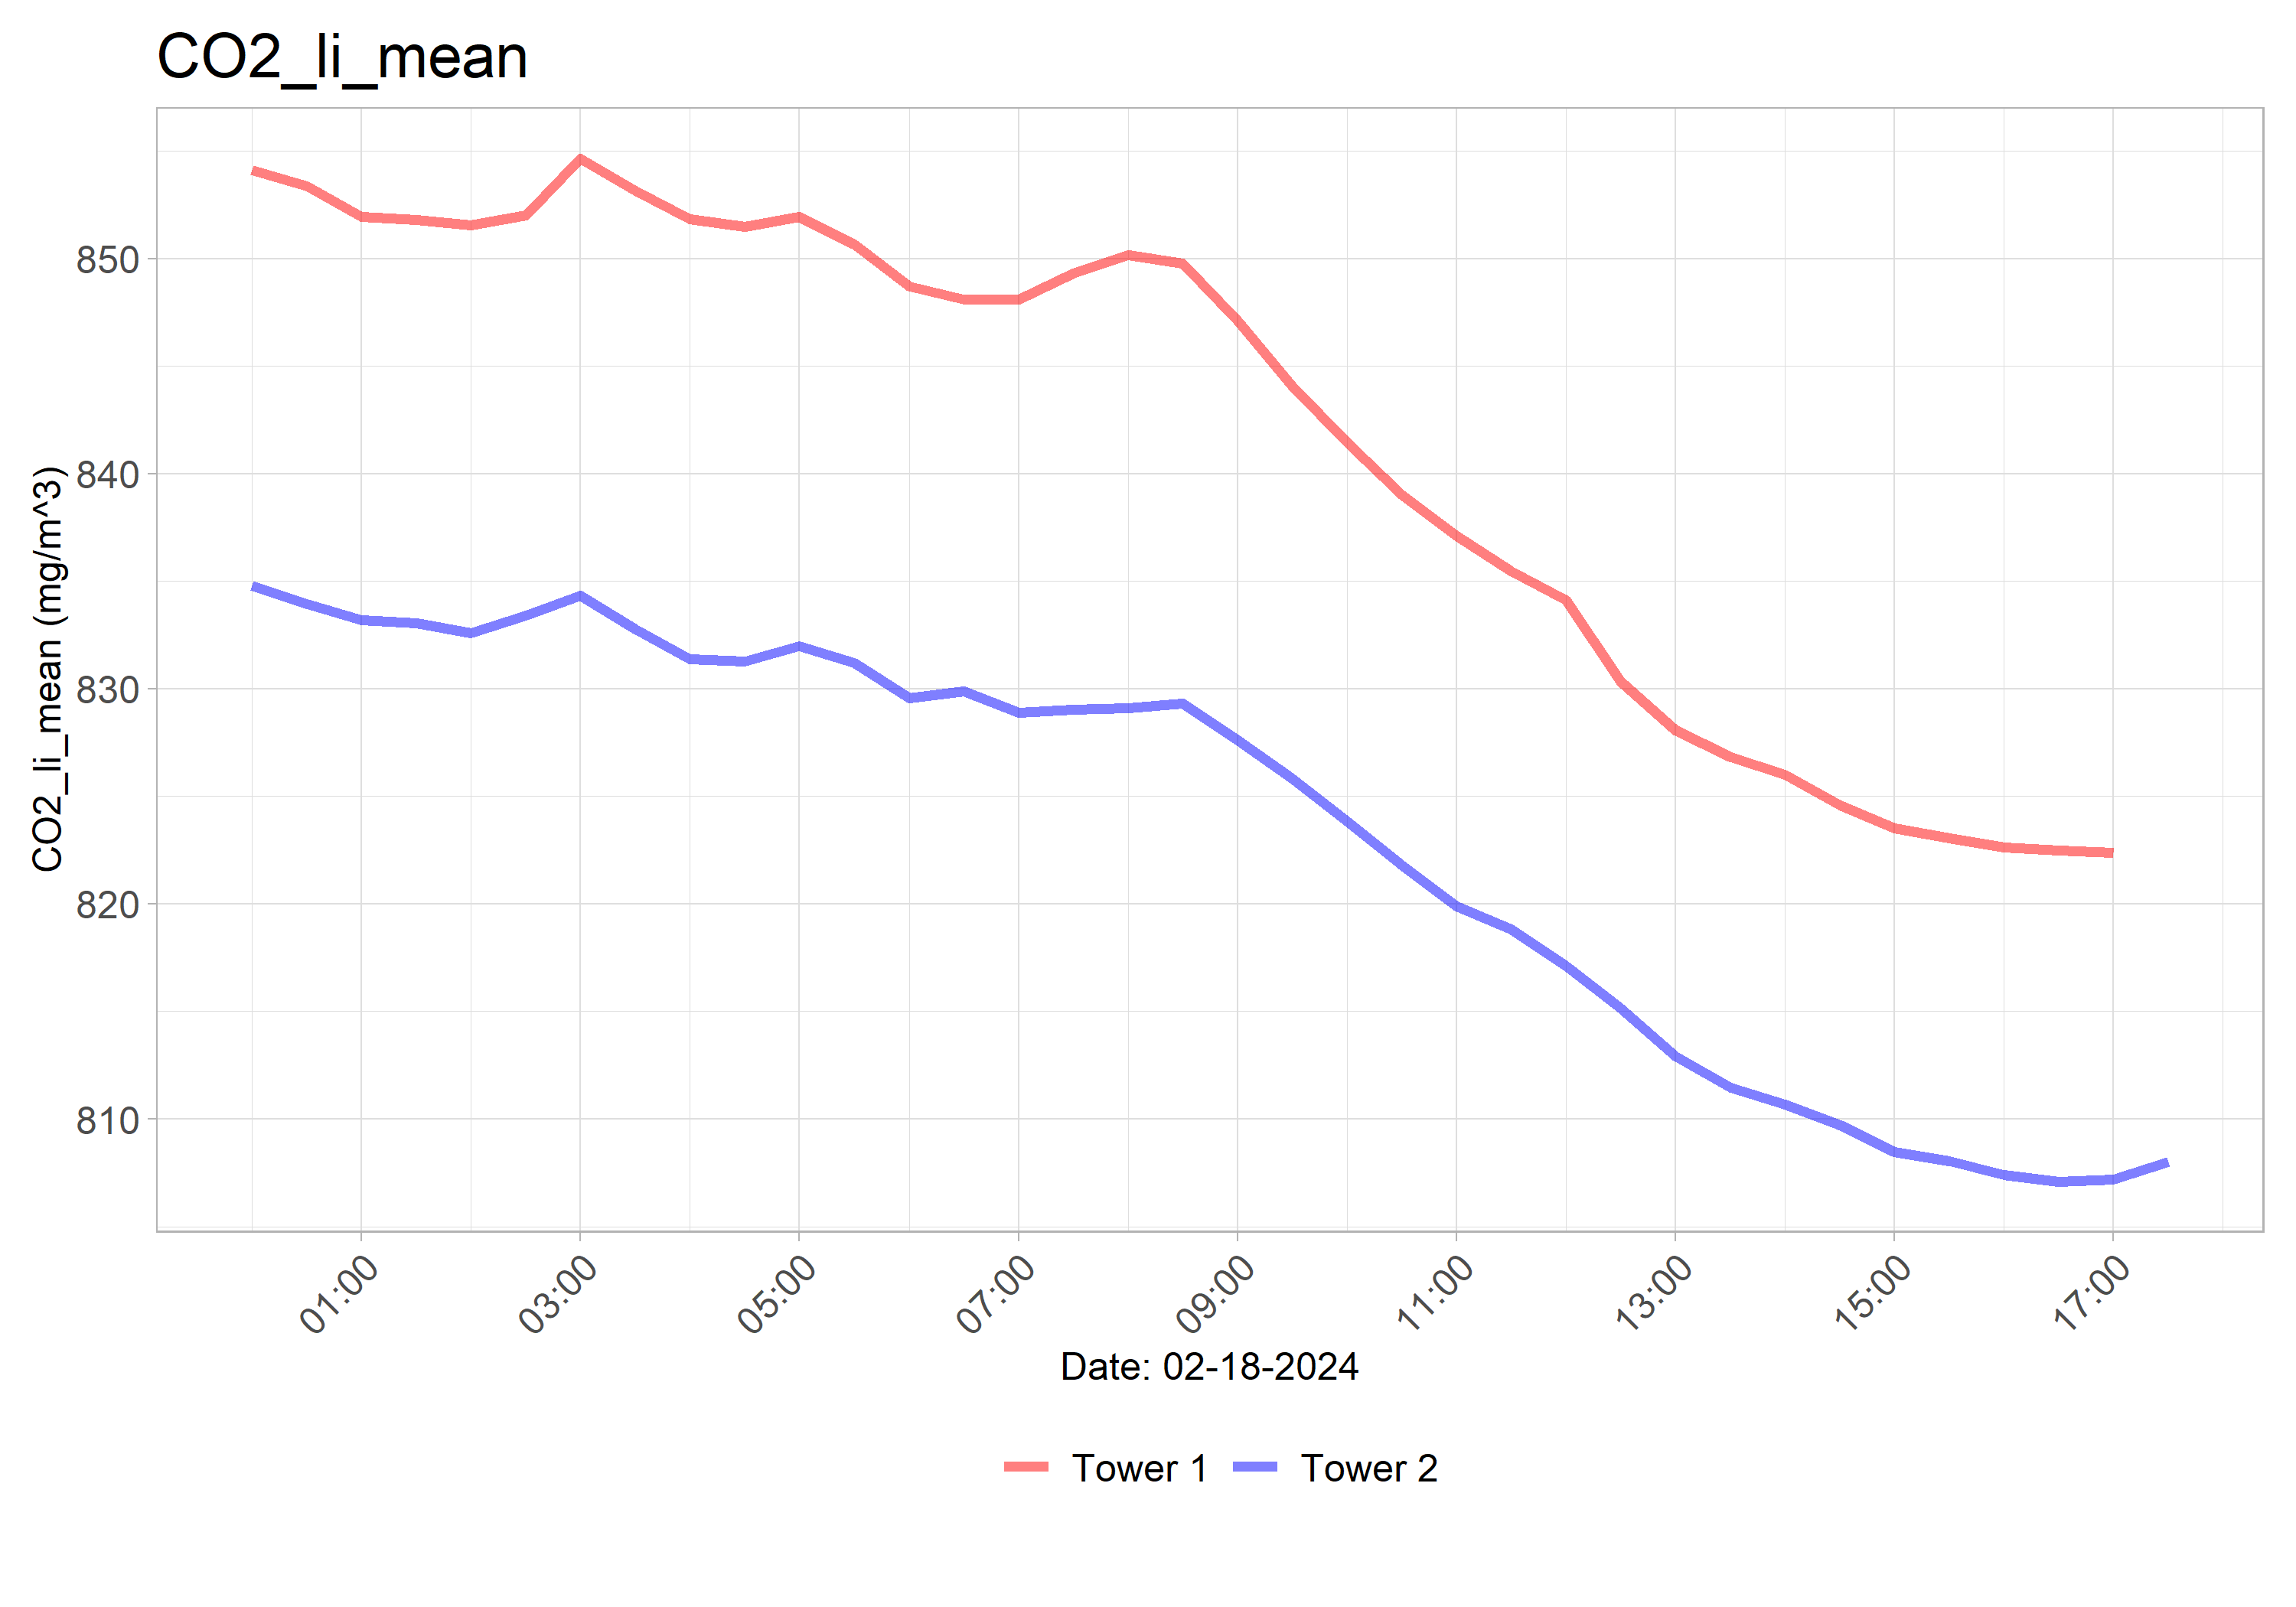 CO2_li_mean
CO2_li_mean (mg/m^3)
850
840
830
820
810
01:00 03:00 05:00 07:00 09:00 11:00 13:00 15:00 17:00
Date: 02-18-2024
Tower 1 Tower 2